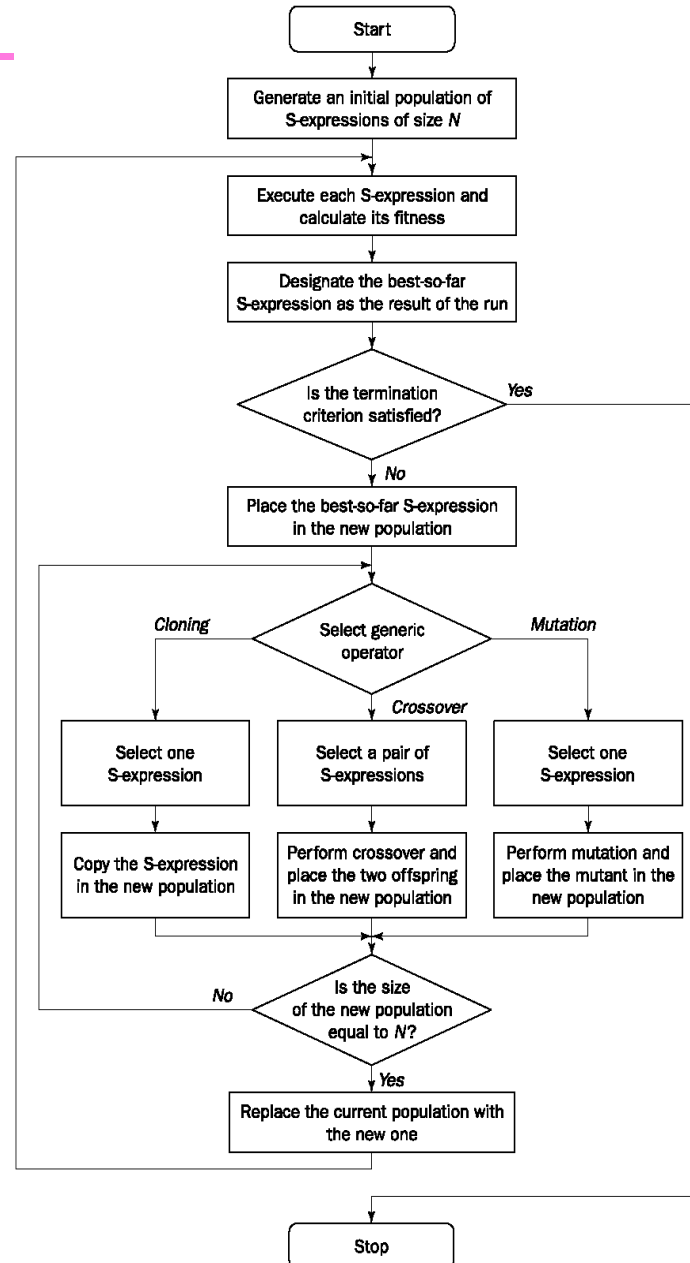 Start
Generate an initial population of
S-expressions of size N
Execute each S-expression and
calculate its fitness
Designate the best-so-far
S-expression as the result of the run
Is the termination
criterion satisfied?
Yes
No
Place the best-so-far S-expression
in the new population
Select generic
operator
Cloning
Mutation
Crossover
Select one
S-expression
Select a pair of
S-expressions
Select one
S-expression
Copy the S-expression
in the new population
Perform crossover and
place the two offspring
in the new population
Perform mutation and
place the mutant in the
new population
Is the size
of the new population
equal to N?
No
Yes
Replace the current population with
the new one
Stop